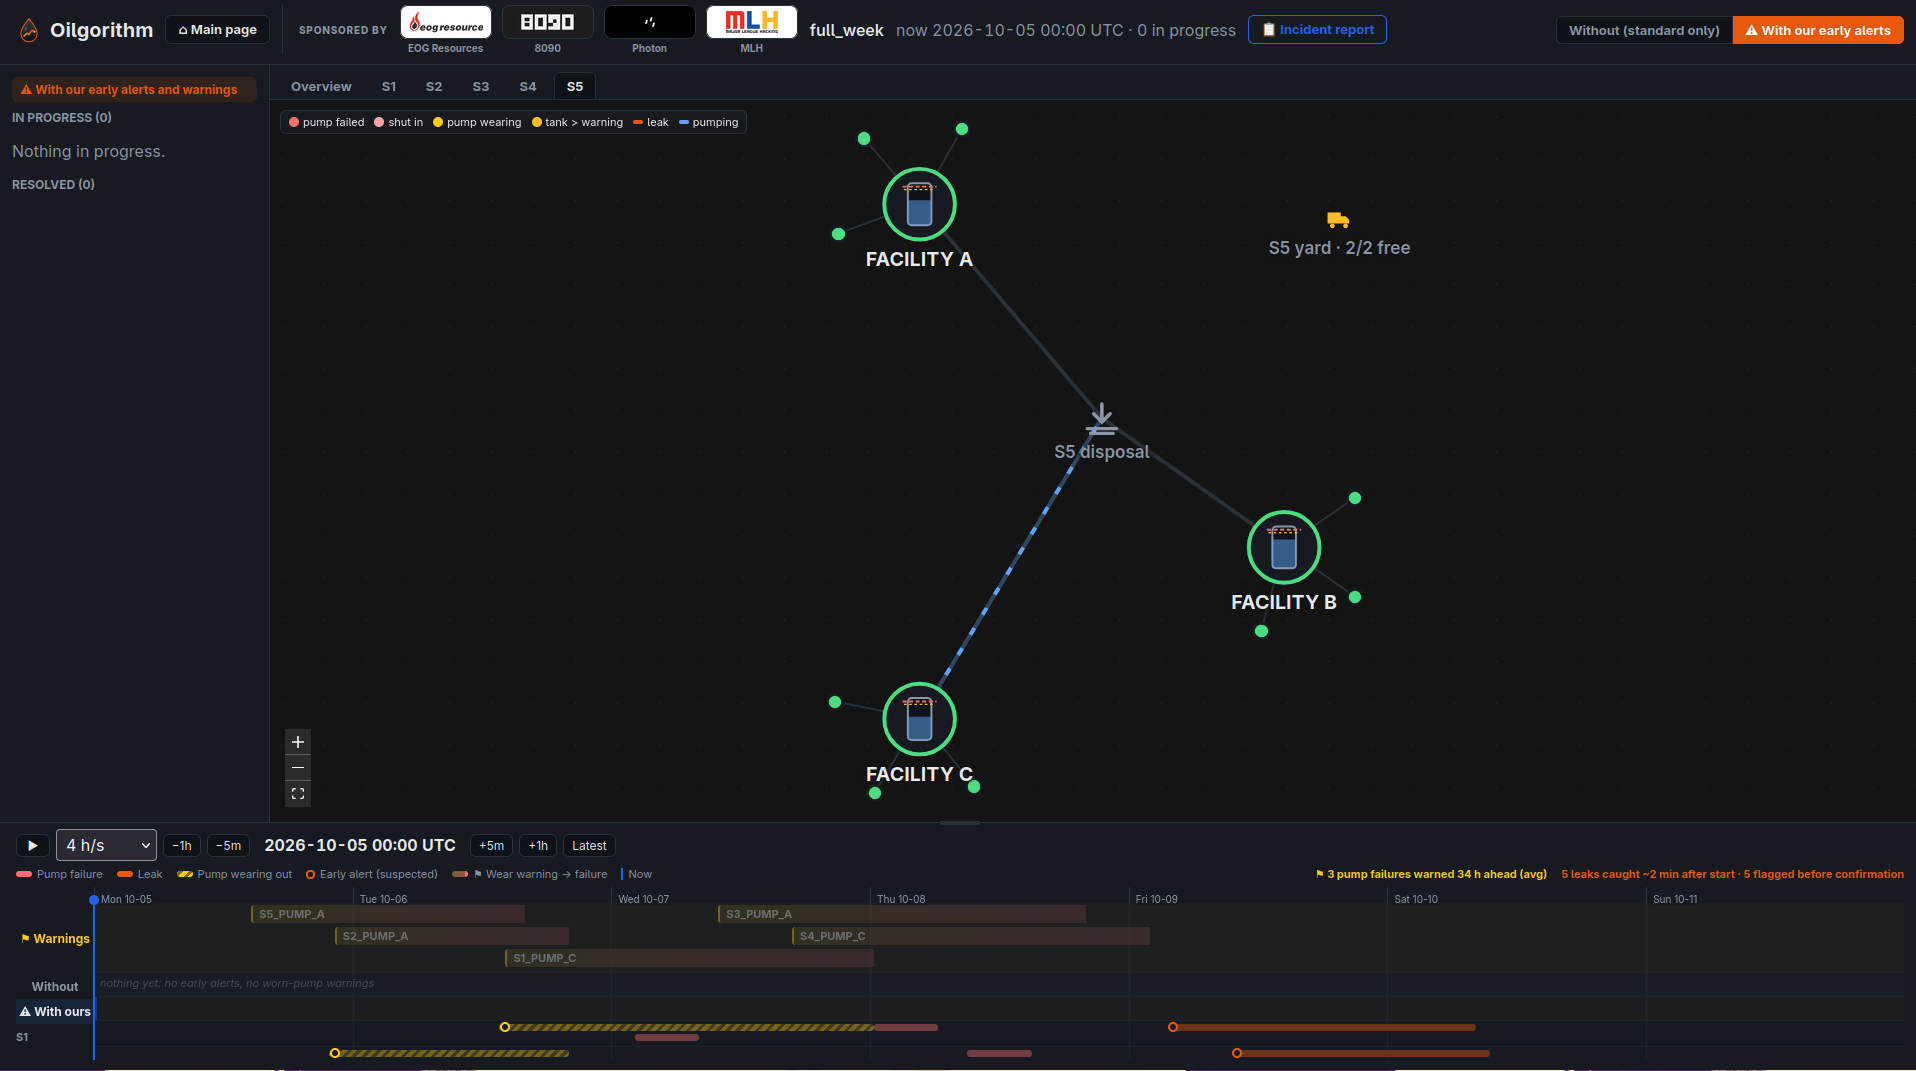 Oilgorithm
⌂ Main page
SPONSORED BY
eog resources
EOG Resources
8090
8090
Photon
MLH
MAJOR LEAGUE HACKING
MLH
full_week
now 2026-10-05 00:00 UTC · 0 in progress
📋 Incident report
Without (standard only)
⚠ With our early alerts
⚠ With our early alerts and warnings
IN PROGRESS (0)
Nothing in progress.
RESOLVED (0)
Overview
S1
S2
S3
S4
S5
pump failed
shut in
pump wearing
tank > warning
leak
pumping
FACILITY A
S5 yard · 2/2 free
S5 disposal
FACILITY B
FACILITY C
▶
4 h/s
−1h
−5m
2026-10-05 00:00 UTC
+5m
+1h
Latest
Pump failure
Leak
Pump wearing out
Early alert (suspected)
⚑ Wear warning → failure
Now
⚑ 3 pump failures warned 34 h ahead (avg)
5 leaks caught ~2 min after start · 5 flagged before confirmation
Mon 10-05
Tue 10-06
Wed 10-07
Thu 10-08
Fri 10-09
Sat 10-10
Sun 10-11
⚑ Warnings
S5_PUMP_A
S3_PUMP_A
S2_PUMP_A
S4_PUMP_C
S1_PUMP_C
Without
nothing yet: no early alerts, no worn-pump warnings
⚠ With ours
S1